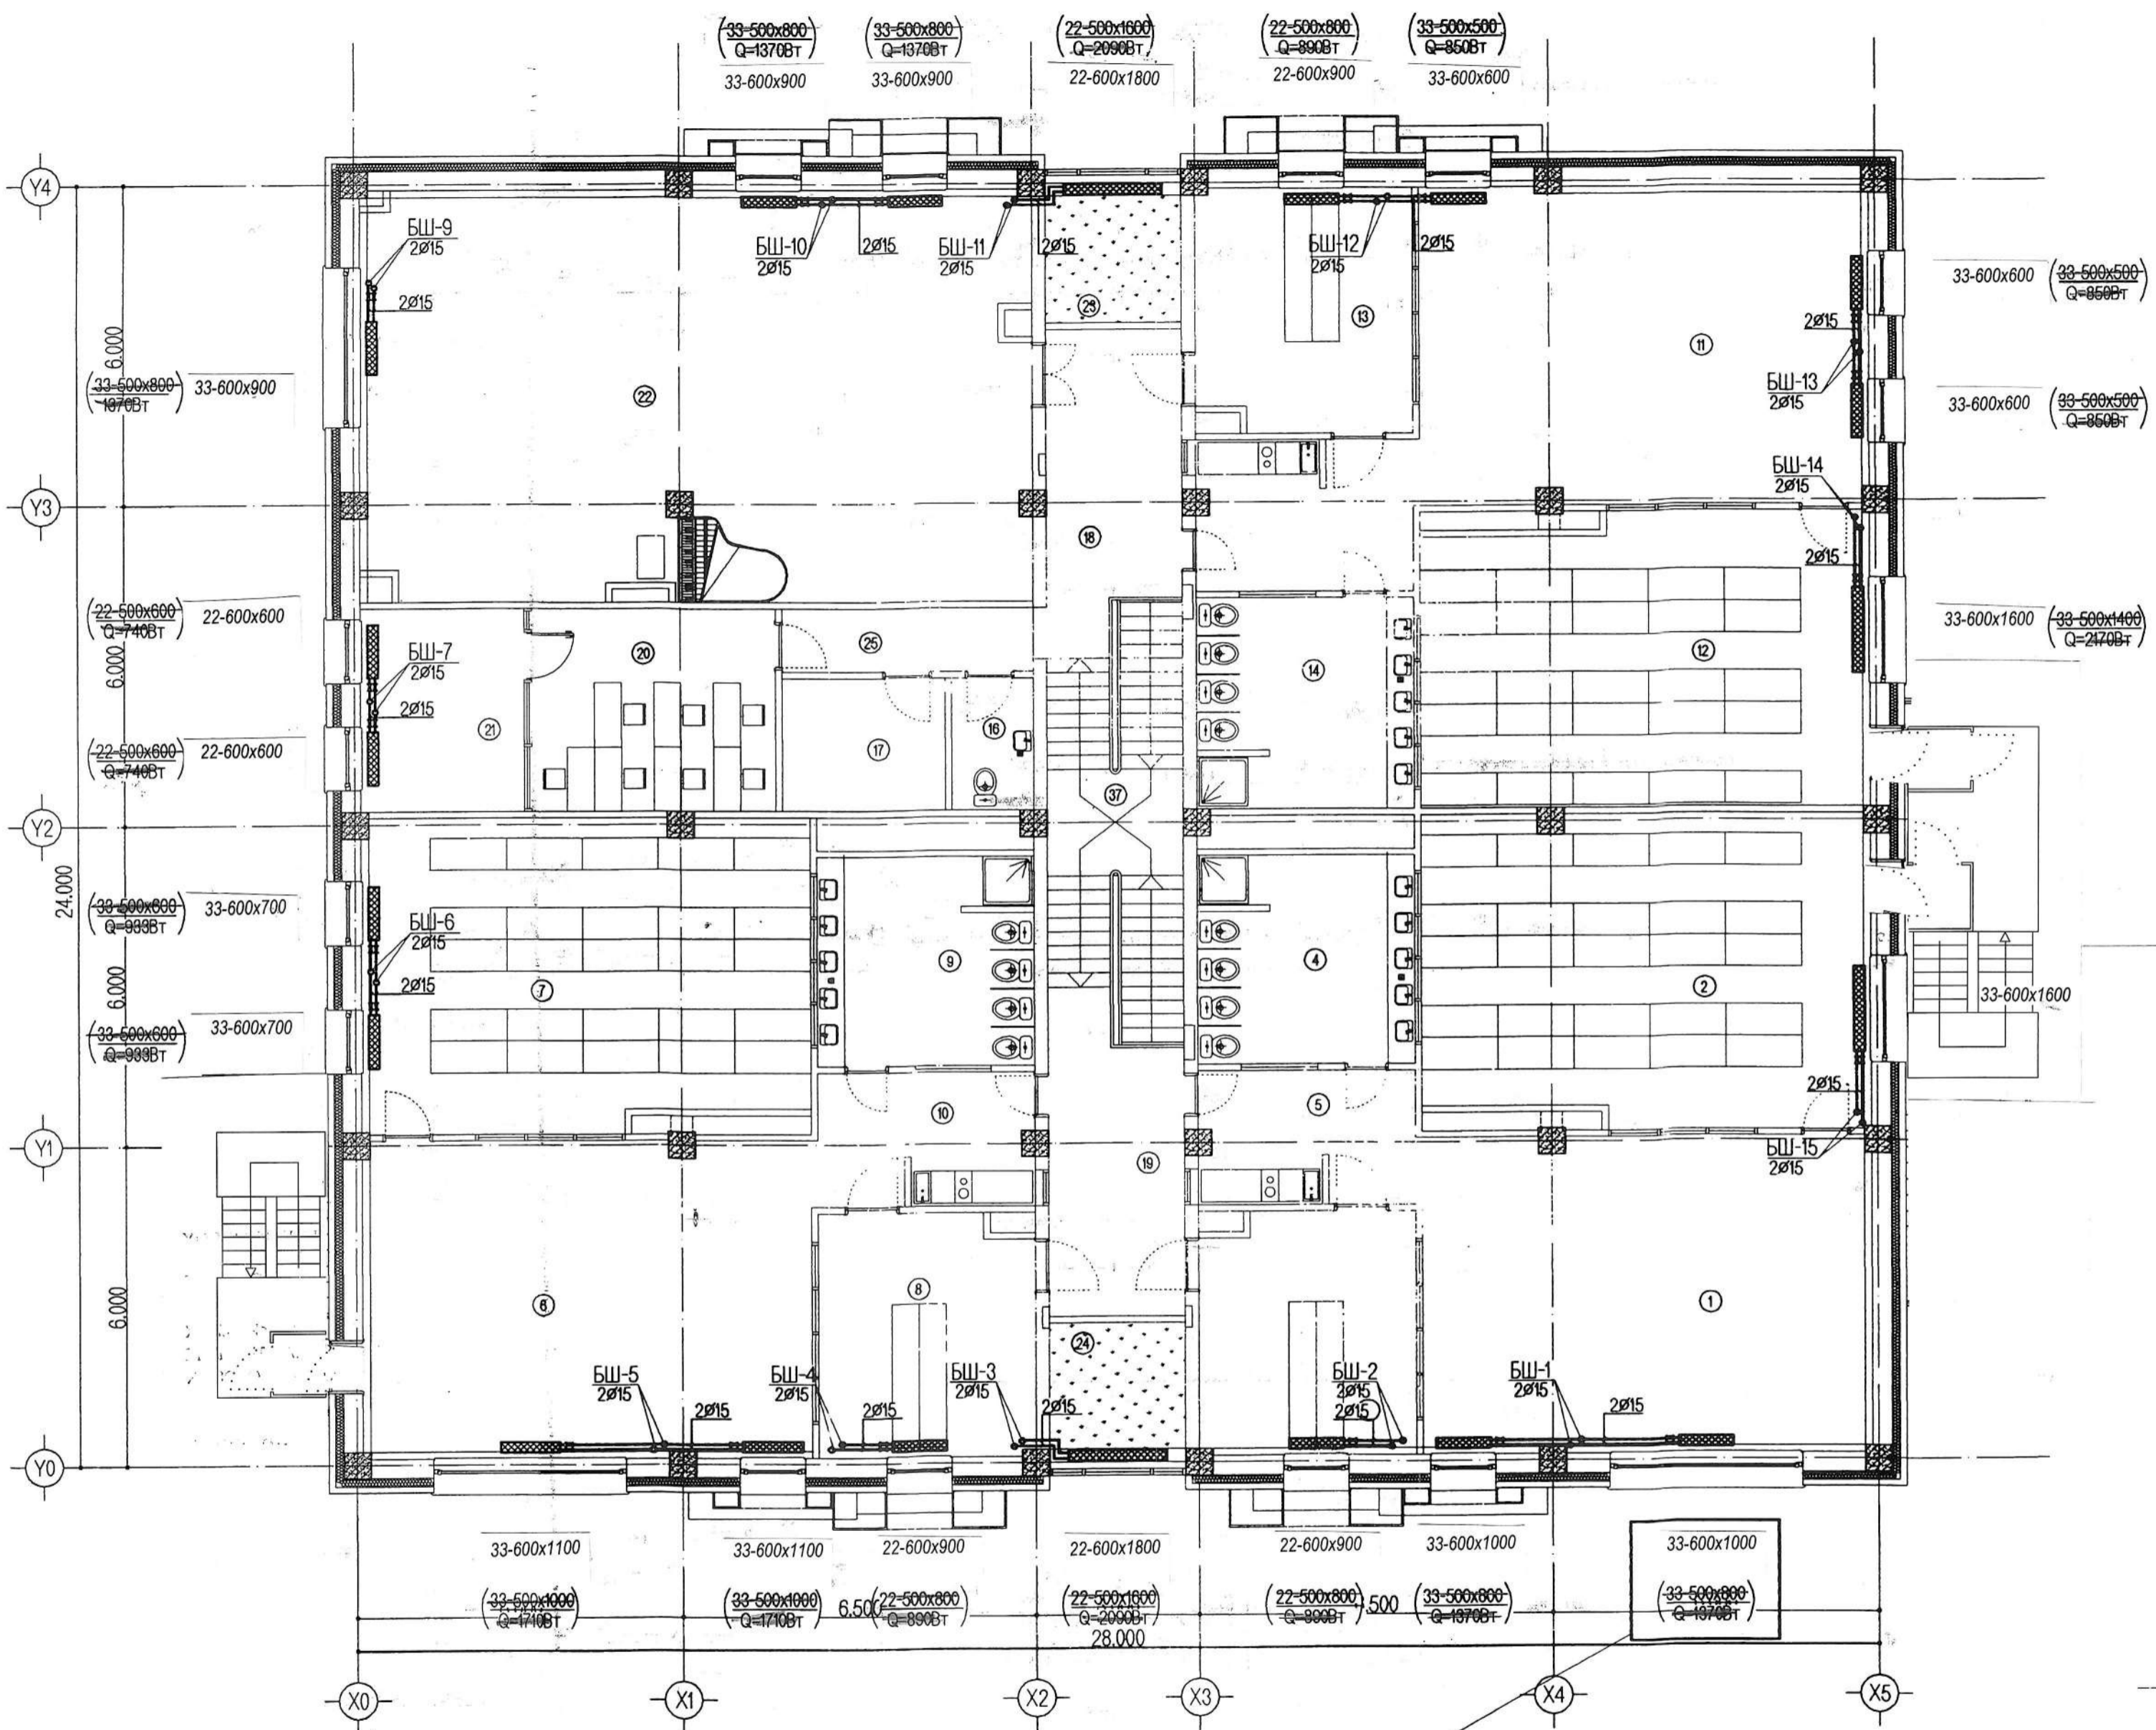 (33-500x800 Q=1370Вт) (33-500x800 Q=1370Вт) (22-500x1600 Q=2090Вт) (22-500x800 Q=890Вт) (33-500x500 Q=850Вт)
33-600x900 33-600x900 22-600x1800 22-600x900 33-600x600
Y4
БШ-9
2Ø15
2Ø15
БШ-10
2Ø15
2Ø15
БШ-11
2Ø15
2Ø15
БШ-12
2Ø15
2Ø15
33-600x600 (33-500x500 Q=850Вт)
23
13
11
2Ø15
БШ-13
2Ø15
6.000
(33-500x800 1370Вт) 33-600x900
22
33-600x600 (33-500x500 Q=850Вт)
БШ-14
2Ø15
2Ø15
Y3
18
(22-500x600 Q=740Вт) 22-600x600
6.000
БШ-7
2Ø15
2Ø15
20
25
14
12
33-600x1600 (33-500x1400 Q=2170Вт)
21
17
16
(22-500x600 Q=740Вт) 22-600x600
37
Y2
24.000
(33-500x600 Q=933Вт) 33-600x700
БШ-6
2Ø15
2Ø15
7
9
4
2
33-600x1600
6.000
(33-500x600 Q=933Вт) 33-600x700
10
5
2Ø15
БШ-15
2Ø15
Y1
19
6.000
6
8
24
1
БШ-5
2Ø15
2Ø15
БШ-4
2Ø15
2Ø15
БШ-3
2Ø15
2Ø15
БШ-2
2Ø15
2Ø15
БШ-1
2Ø15
2Ø15
Y0
33-600x1100 33-600x1100 22-600x900 22-600x1800 22-600x900 33-600x1000 33-600x1000
(33-500x1000 Q=1710Вт) (33-500x1000 Q=1710Вт) 6.500 (22-500x800 Q=890Вт) (22-500x1600 Q=2090Вт) (22-500x800 Q=890Вт) .500 (33-500x800 Q=1370Вт) (33-500x800 Q=1370Вт)
28.000
X0 X1 X2 X3 X4 X5